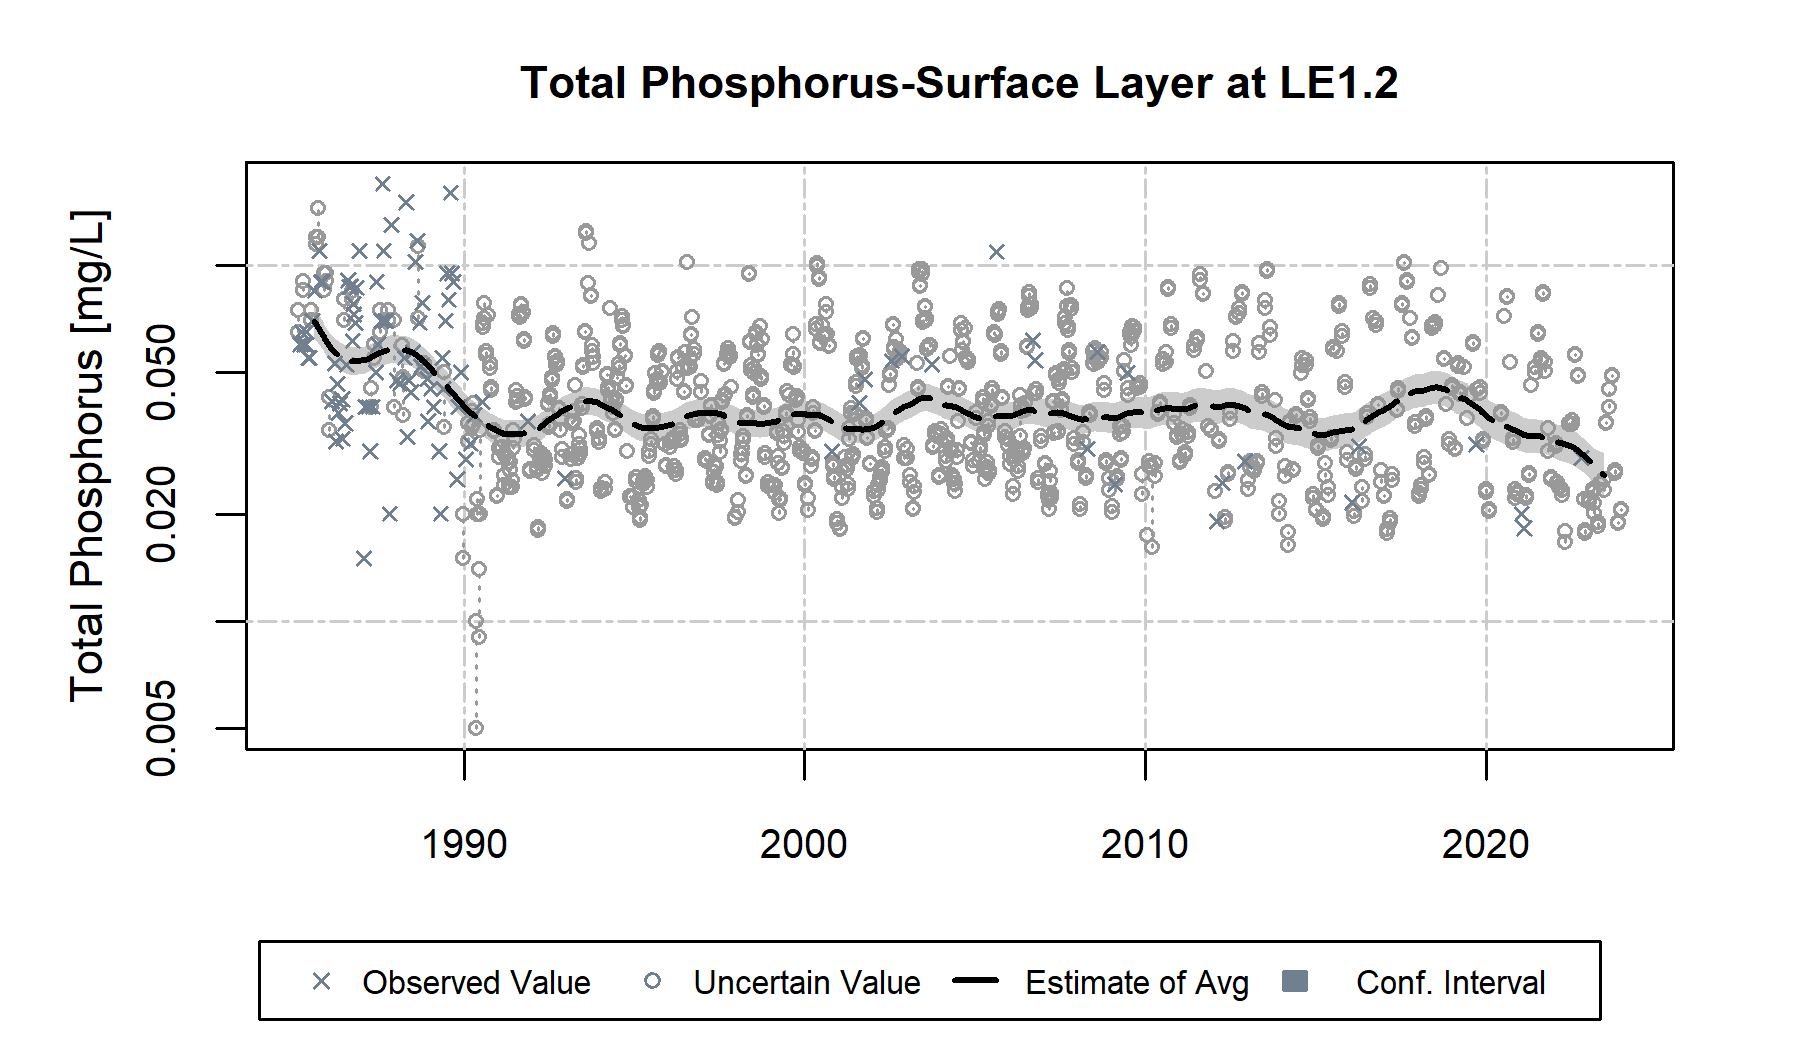 Total Phosphorus-Surface Layer at LE1.2
Total Phosphorus [mg/L]
0.050
0.020
0.005
1990 2000 2010 2020
Observed Value Uncertain Value Estimate of Avg Conf. Interval